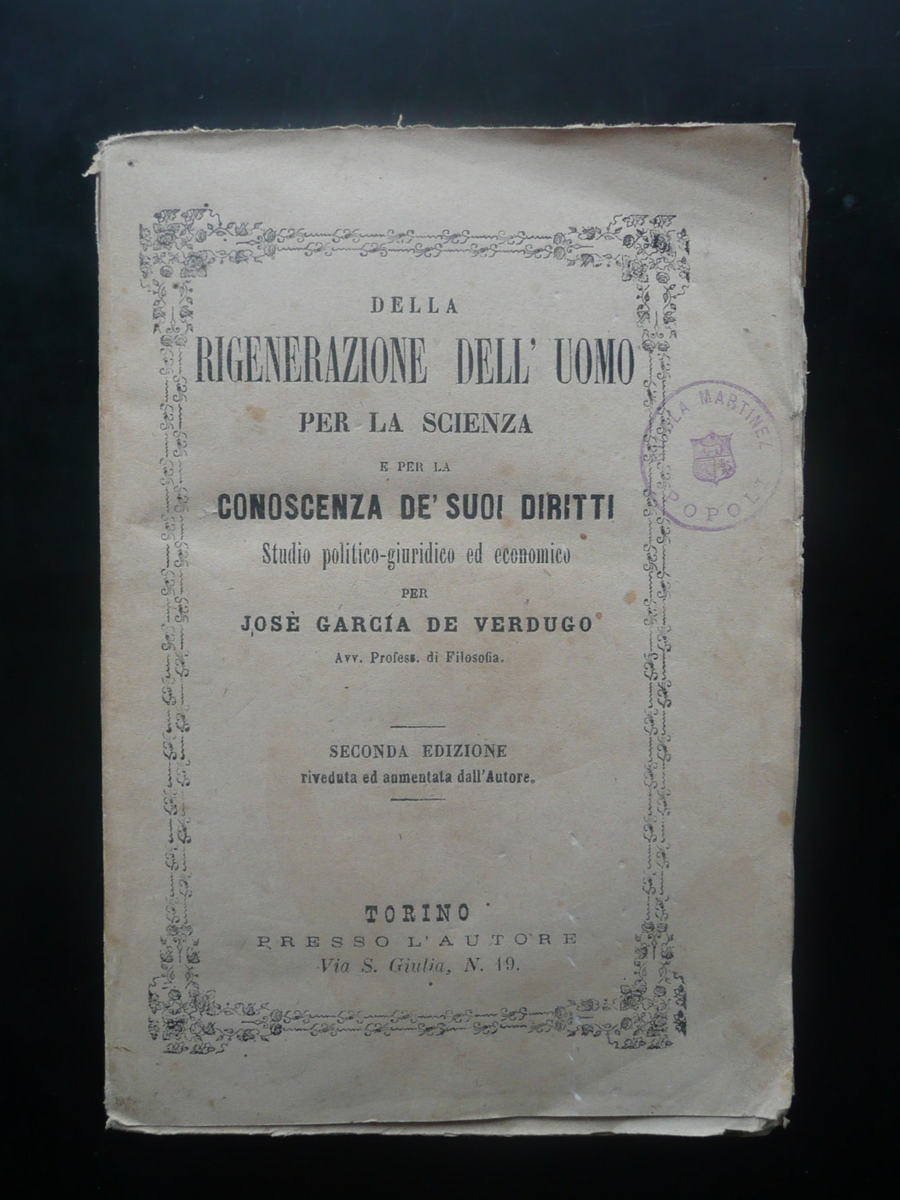 DELLA
RIGENERAZIONE DELL' UOMO
PER LA SCIENZA
E PER LA
CONOSCENZA DE' SUOI DIRITTI
Studio politico-giuridico ed economico
PER
JOSÈ GARCÍA DE VERDUGO
Avv. Profess. di Filosofia.
SECONDA EDIZIONE
riveduta ed aumentata dall'Autore.
TORINO
PRESSO L'AUTORE
Via S. Giulia, N. 19.
MARTINEZ